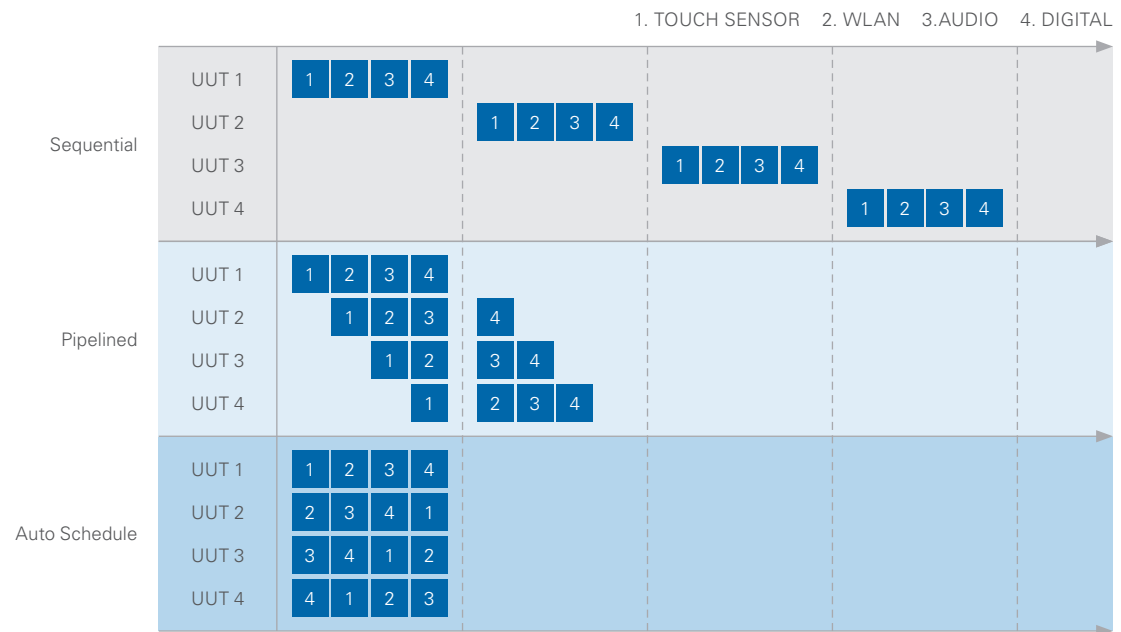 1. TOUCH SENSOR 2. WLAN 3.AUDIO 4. DIGITAL
Sequential
UUT 1 1 2 3 4
UUT 2 1 2 3 4
UUT 3 1 2 3 4
UUT 4 1 2 3 4
Pipelined
UUT 1 1 2 3 4
UUT 2 1 2 3 4
UUT 3 1 2 3 4
UUT 4 1 2 3 4
Auto Schedule
UUT 1 1 2 3 4
UUT 2 2 3 4 1
UUT 3 3 4 1 2
UUT 4 4 1 2 3